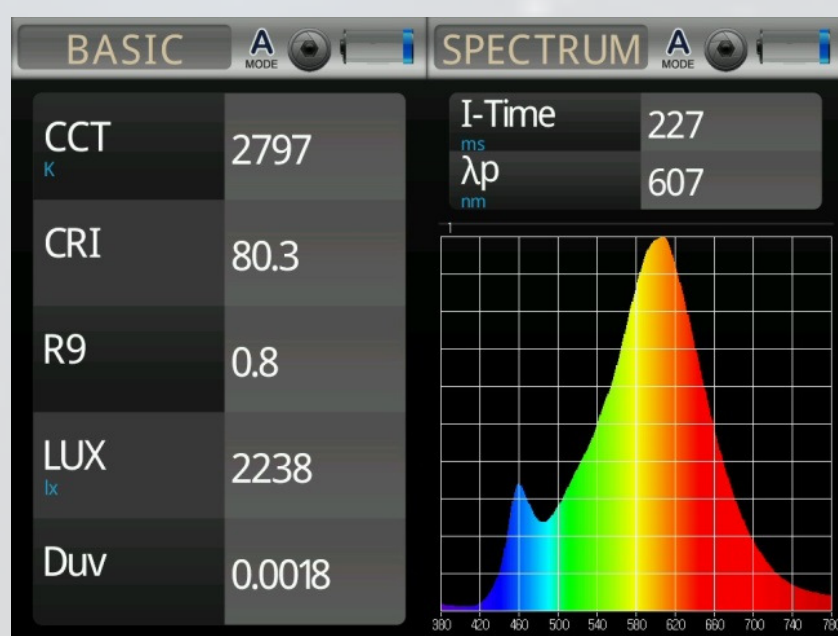 BASIC
A
MODE
SPECTRUM
A
MODE
CCT
K
2797
CRI
80.3
R9
0.8
LUX
lx
2238
Duv
0.0018
I-Time
ms
227
λp
nm
607
1
380 420 460 500 540 580 620 660 700 740 780